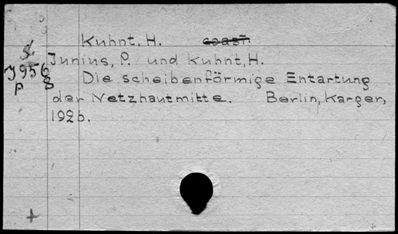 Kuhnt, H.
Junius, P. und Kuhnt, H.
J956
p
Die scheibenförmige Entartung
der Netzhautmitte. Berlin, Karger,
1926.